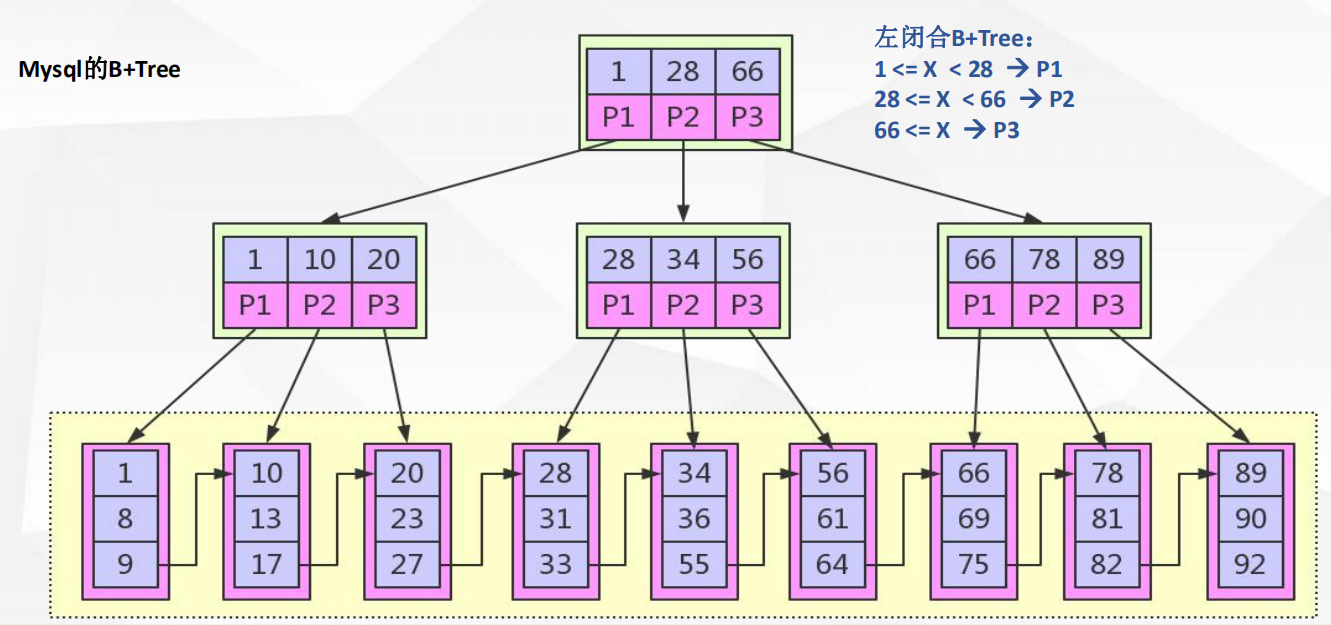 Mysql的B+Tree
左闭合B+Tree：
1 <= X < 28 → P1
28 <= X < 66 → P2
66 <= X → P3
1 28 66
P1 P2 P3
1 10 20
P1 P2 P3
28 34 56
P1 P2 P3
66 78 89
P1 P2 P3
1 10 20 28 34 56 66 78 89
8 13 23 31 36 61 69 81 90
9 17 27 33 55 64 75 82 92